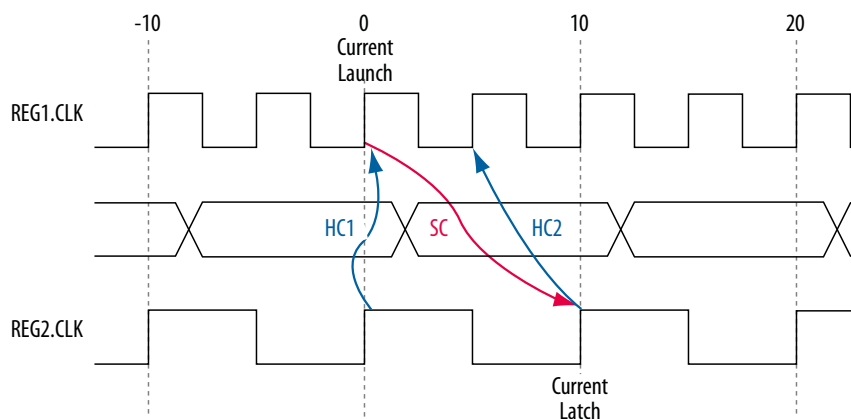 -10 0 10 20
Current
Launch
REG1.CLK
HC1 SC HC2
REG2.CLK
Current
Latch